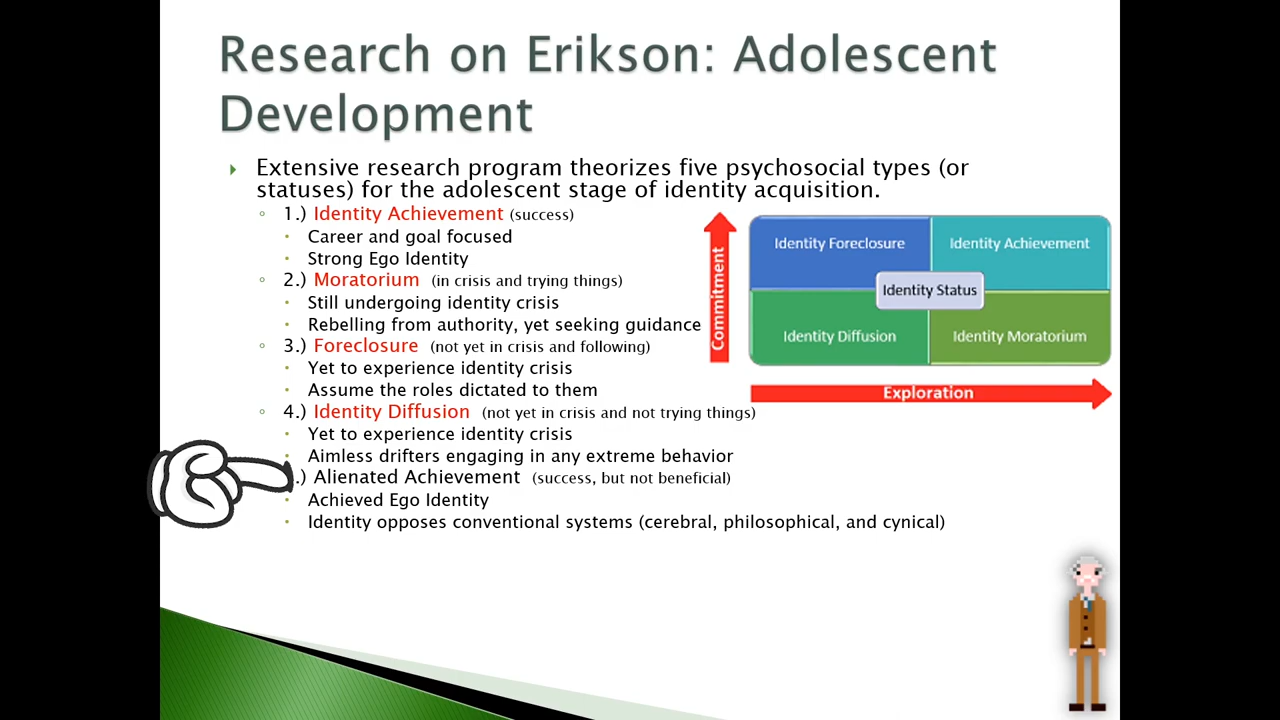 Research on Erikson: Adolescent
Development
Extensive research program theorizes five psychosocial types (or
statuses) for the adolescent stage of identity acquisition.
1.) Identity Achievement (success)
Career and goal focused
Strong Ego Identity
2.) Moratorium (in crisis and trying things)
Still undergoing identity crisis
Rebelling from authority, yet seeking guidance
3.) Foreclosure (not yet in crisis and following)
Yet to experience identity crisis
Assume the roles dictated to them
4.) Identity Diffusion (not yet in crisis and not trying things)
Yet to experience identity crisis
Aimless drifters engaging in any extreme behavior
.) Alienated Achievement (success, but not beneficial)
Achieved Ego Identity
Identity opposes conventional systems (cerebral, philosophical, and cynical)
Commitment
Identity Foreclosure
Identity Achievement
Identity Status
Identity Diffusion
Identity Moratorium
Exploration